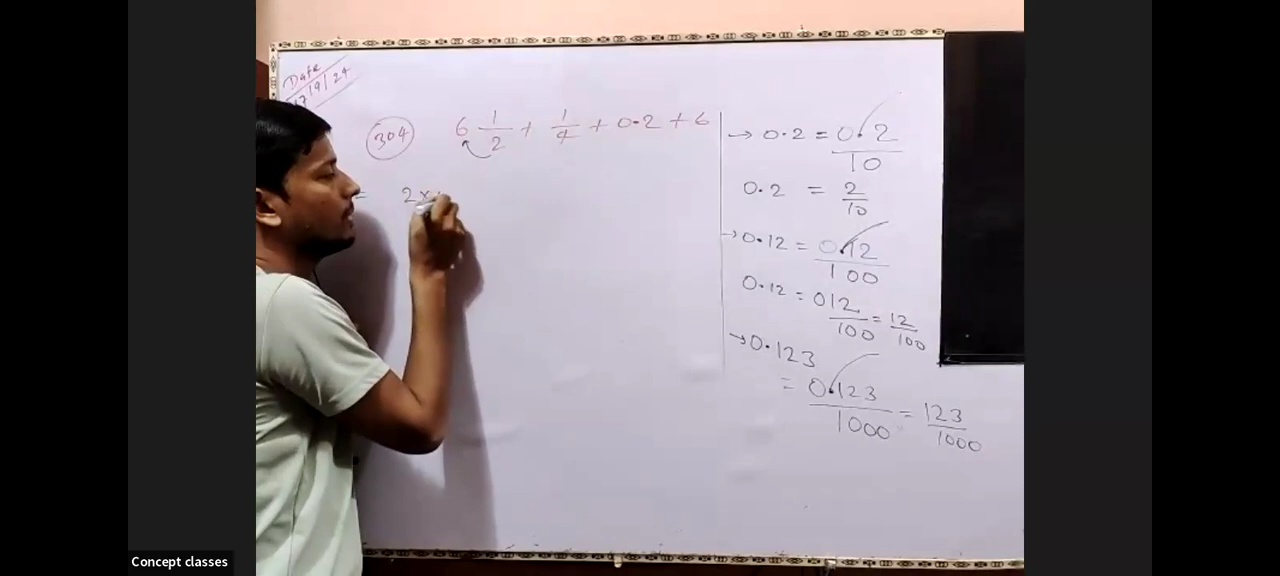 Date
17/9/24
304 6 1/2 + 1/4 + 0.2 + 6
= 2×
→ 0.2 = 0.2/10
0.2 = 2/10
→ 0.12 = 0.12/100
0.12 = 012/100 = 12/100
→ 0.123
= 0.123/1000 = 123/1000
Concept classes